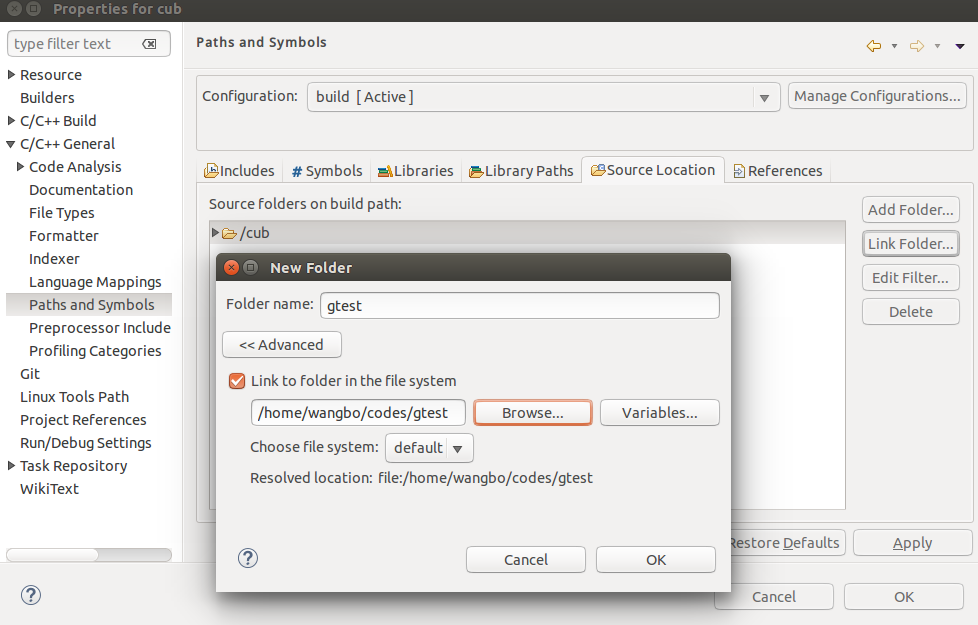 Properties for cub
type filter text
Paths and Symbols
Resource
Builders
C/C++ Build
C/C++ General
Code Analysis
Documentation
File Types
Formatter
Indexer
Language Mappings
Paths and Symbols
Preprocessor Include
Profiling Categories
Git
Linux Tools Path
Project References
Run/Debug Settings
Task Repository
WikiText
Configuration: build [Active] Manage Configurations...
Includes # Symbols Libraries Library Paths Source Location References
Source folders on build path:
/cub
Add Folder...
Link Folder...
Edit Filter...
Delete
New Folder
Folder name: gtest
<< Advanced
Link to folder in the file system
/home/wangbo/codes/gtest Browse... Variables...
Choose file system: default
Resolved location: file:/home/wangbo/codes/gtest
? Cancel OK
Restore Defaults Apply
? Cancel OK